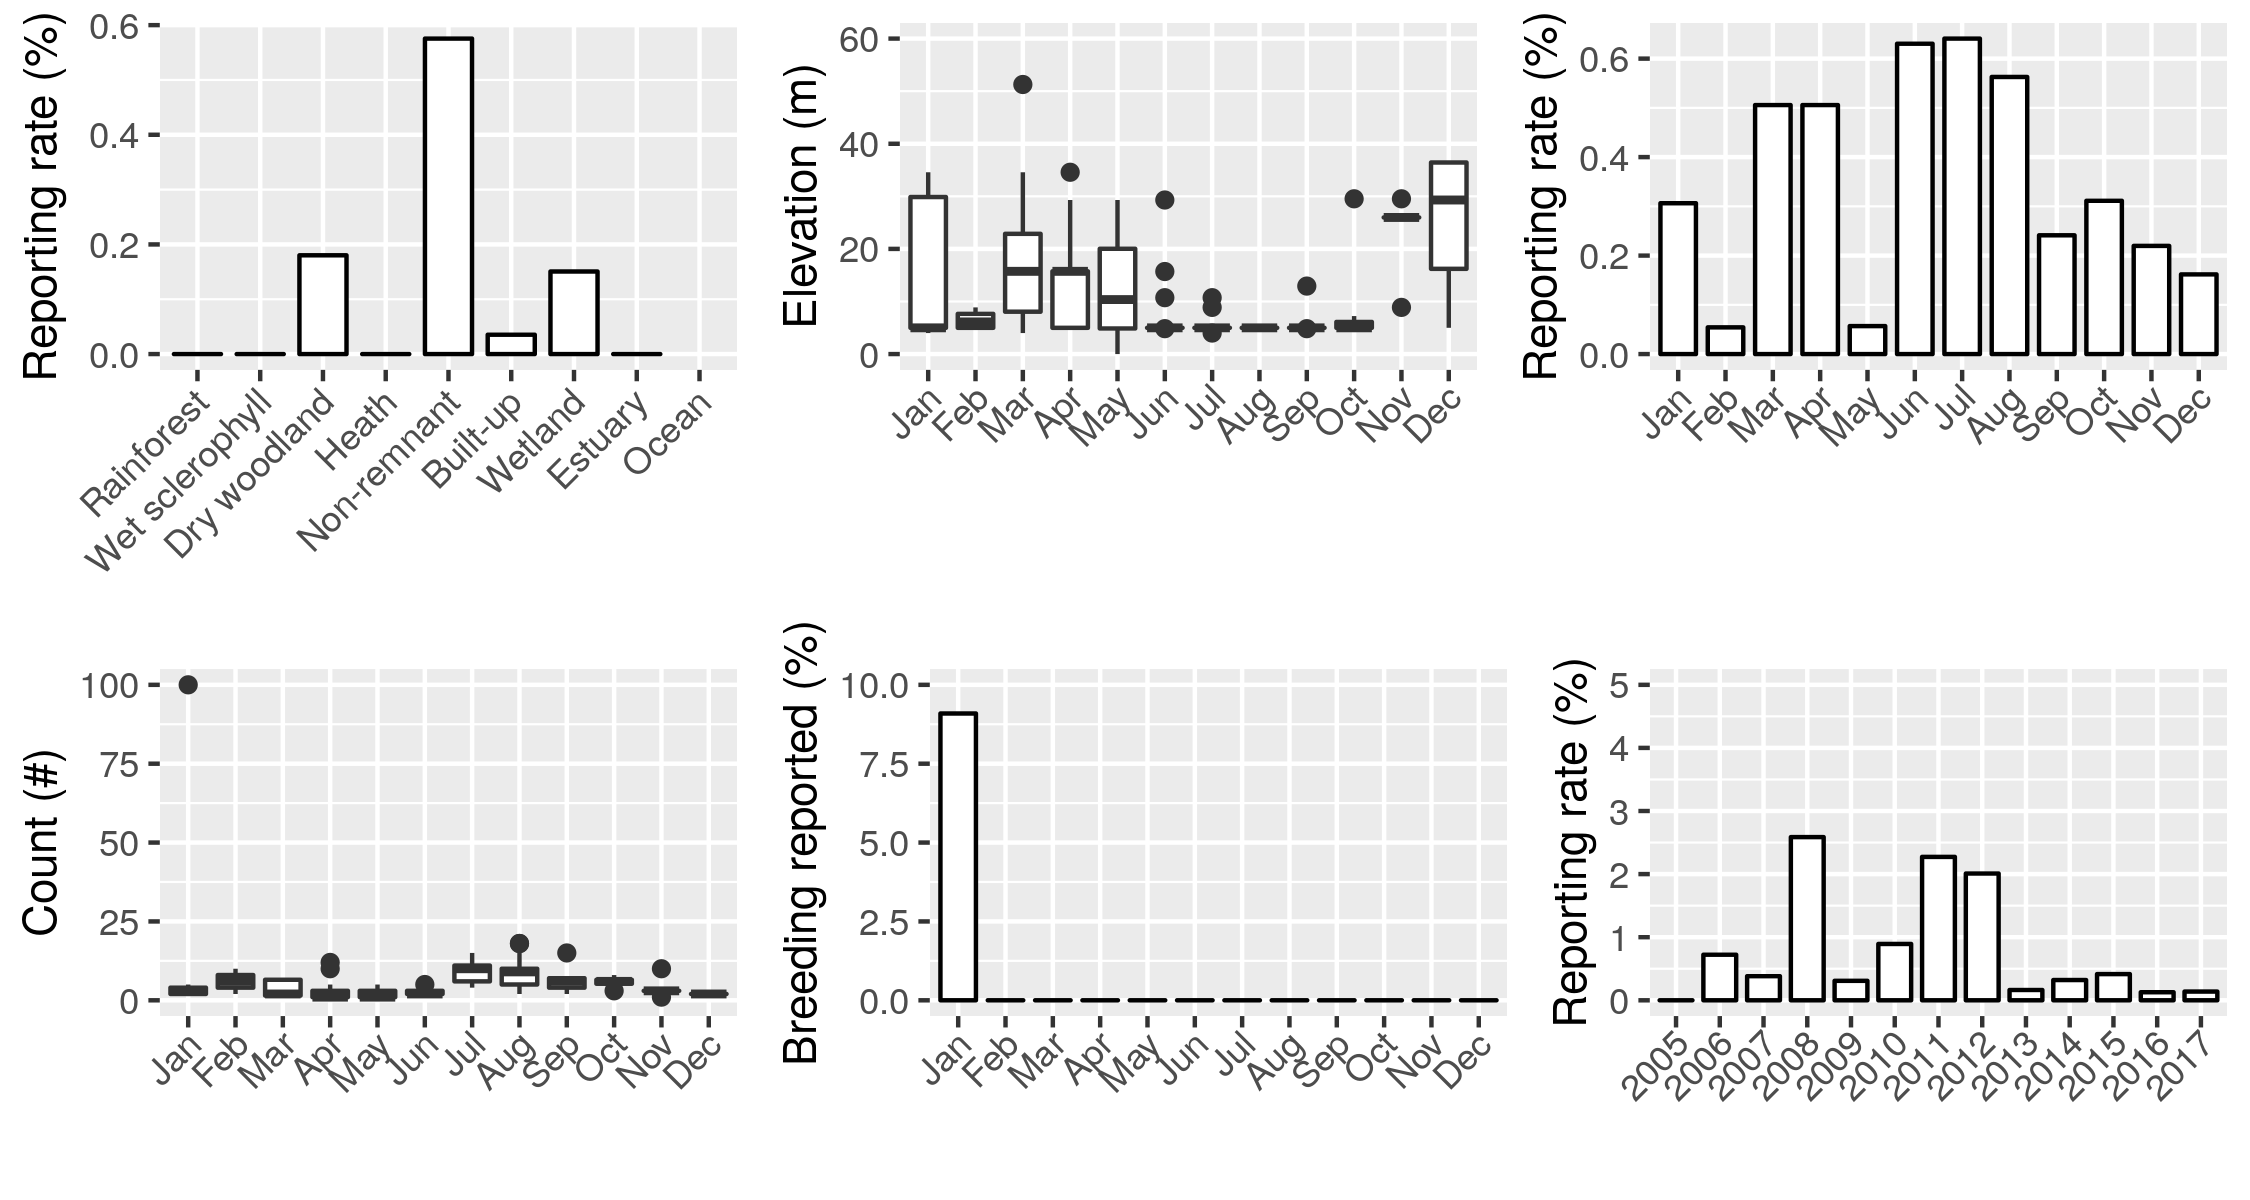 Reporting rate (%)
0.6
0.4
0.2
0.0
Rainforest
Wet sclerophyll
Dry woodland
Heath
Non-remnant
Built-up
Wetland
Estuary
Ocean
Elevation (m)
60
40
20
0
Jan
Feb
Mar
Apr
May
Jun
Jul
Aug
Sep
Oct
Nov
Dec
Reporting rate (%)
0.6
0.4
0.2
0.0
Jan
Feb
Mar
Apr
May
Jun
Jul
Aug
Sep
Oct
Nov
Dec
Count (#)
100
75
50
25
0
Jan
Feb
Mar
Apr
May
Jun
Jul
Aug
Sep
Oct
Nov
Dec
Breeding reported (%)
10.0
7.5
5.0
2.5
0.0
Jan
Feb
Mar
Apr
May
Jun
Jul
Aug
Sep
Oct
Nov
Dec
Reporting rate (%)
5
4
3
2
1
0
2005
2006
2007
2008
2009
2010
2011
2012
2013
2014
2015
2016
2017